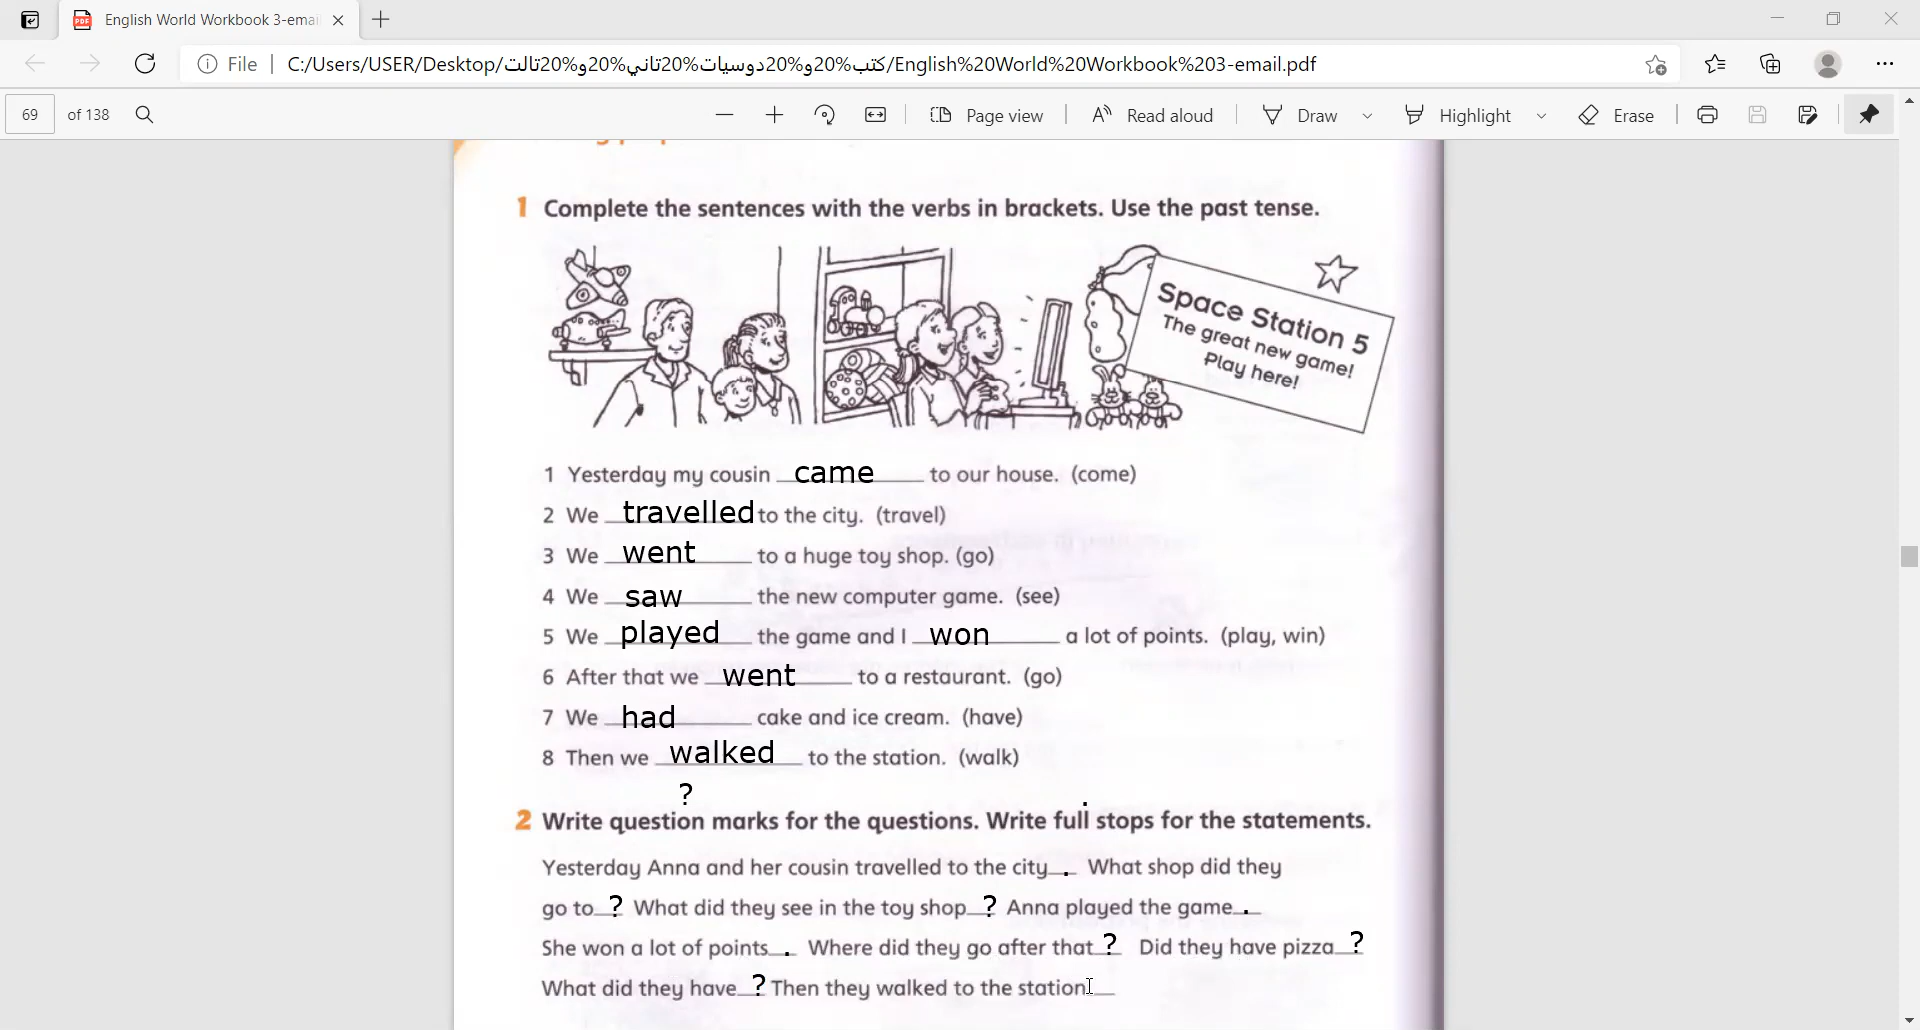 English World Workbook 3-emai
File
C:/Users/USER/Desktop/كتب%20و%20دوسيات%20تاني%20و%20تالت/English%20World%20Workbook%203-email.pdf
69 of 138
Page view
Read aloud
Draw
Highlight
Erase
1 Complete the sentences with the verbs in brackets. Use the past tense.
Space Station 5
The great new game!
Play here!
1 Yesterday my cousin came to our house. (come)
2 We travelled to the city. (travel)
3 We went to a huge toy shop. (go)
4 We saw the new computer game. (see)
5 We played the game and I won a lot of points. (play, win)
6 After that we went to a restaurant. (go)
7 We had cake and ice cream. (have)
8 Then we walked to the station. (walk)
? .
2 Write question marks for the questions. Write full stops for the statements.
Yesterday Anna and her cousin travelled to the city . What shop did they
go to ? What did they see in the toy shop ? Anna played the game .
She won a lot of points . Where did they go after that ? Did they have pizza ?
What did they have ? Then they walked to the station